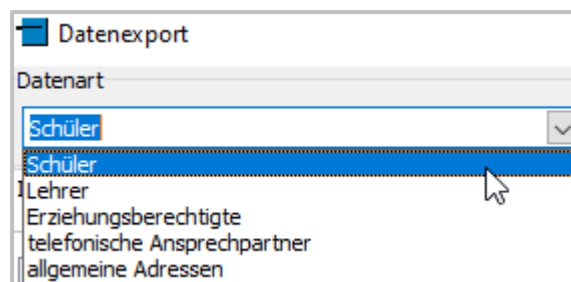 Datenexport
Datenart
Schüler
Schüler
Lehrer
Erziehungsberechtigte
telefonische Ansprechpartner
allgemeine Adressen